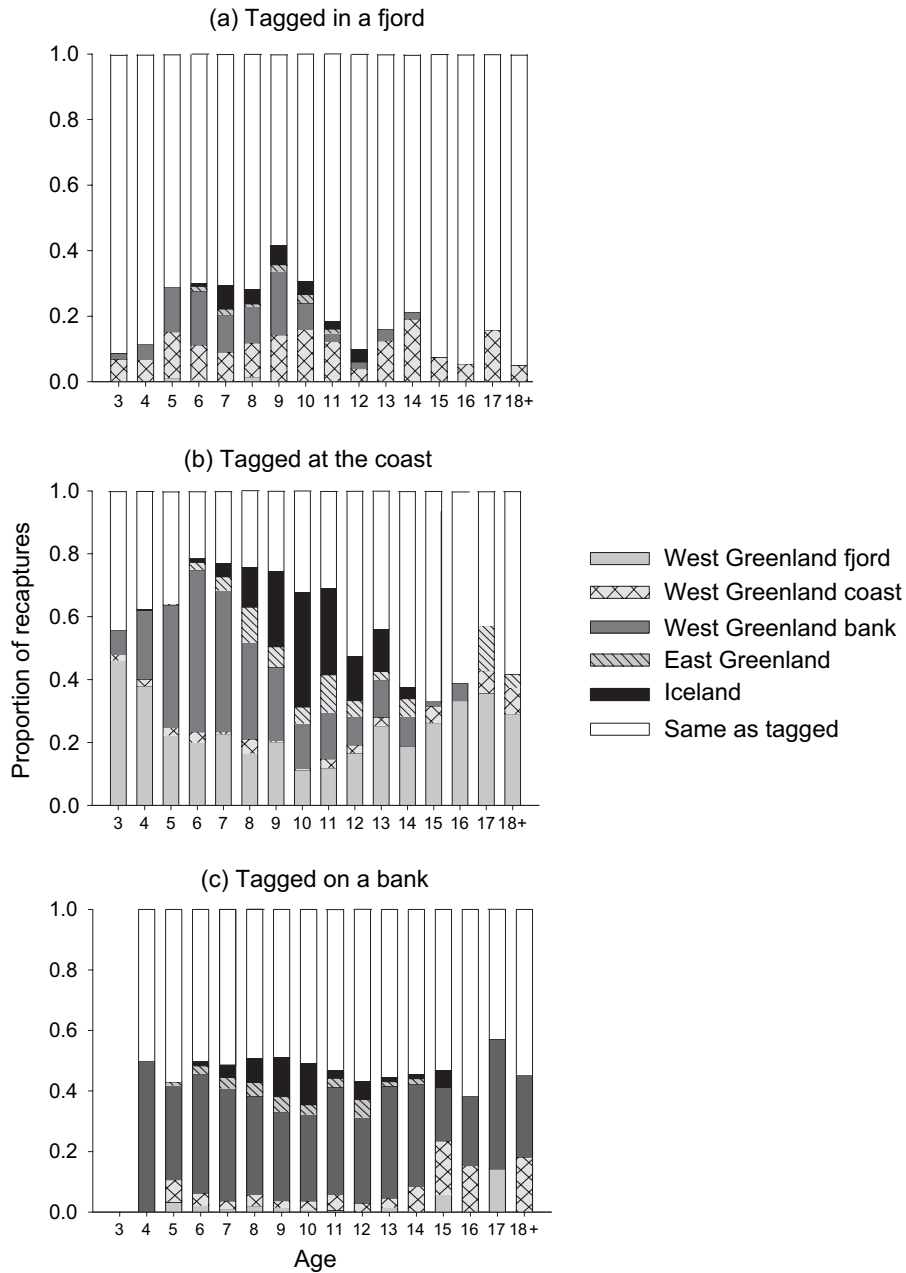 (a) Tagged in a fjord
1.0
0.8
0.6
0.4
0.2
0.0
3 4 5 6 7 8 9 10 11 12 13 14 15 16 17 18+
(b) Tagged at the coast
Proportion of recaptures
1.0
0.8
0.6
0.4
0.2
0.0
3 4 5 6 7 8 9 10 11 12 13 14 15 16 17 18+
West Greenland fjord
West Greenland coast
West Greenland bank
East Greenland
Iceland
Same as tagged
(c) Tagged on a bank
1.0
0.8
0.6
0.4
0.2
0.0
3 4 5 6 7 8 9 10 11 12 13 14 15 16 17 18+
Age